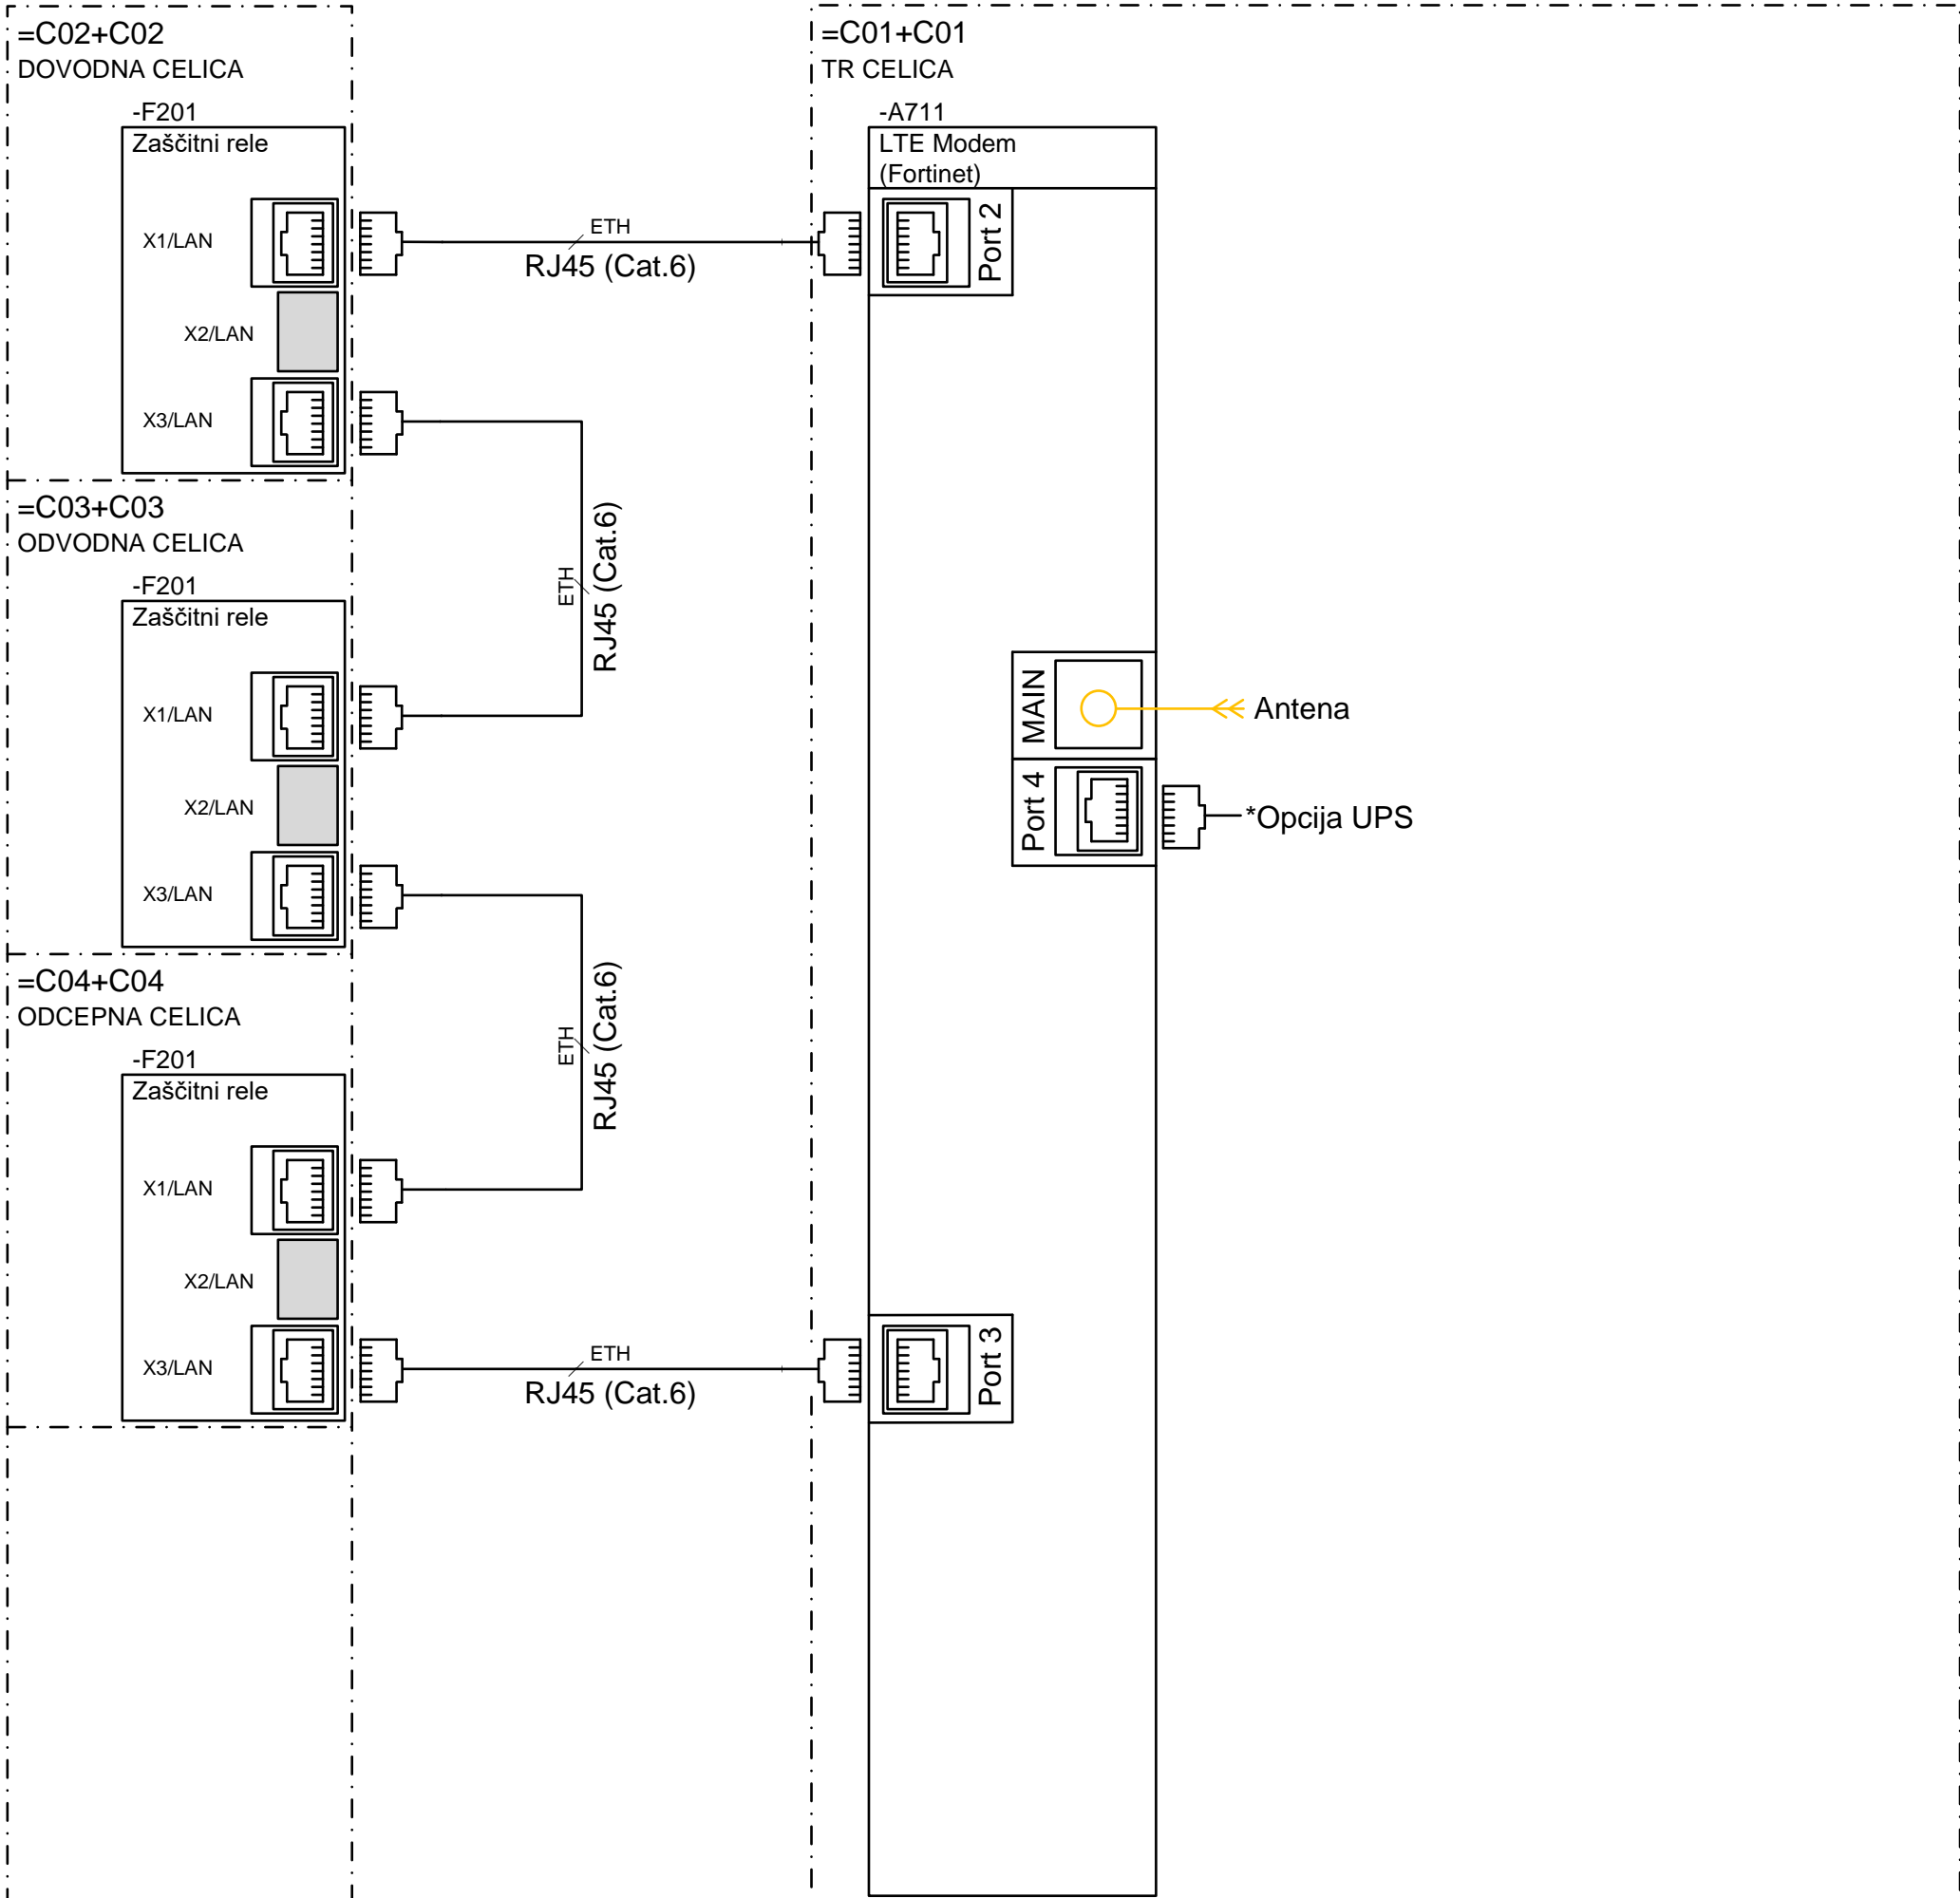 =C02+C02
DOVODNA CELICA
-F201
Zaščitni rele
X1/LAN
X2/LAN
X3/LAN
=C03+C03
ODVODNA CELICA
-F201
Zaščitni rele
X1/LAN
X2/LAN
X3/LAN
=C04+C04
ODCEPNA CELICA
-F201
Zaščitni rele
X1/LAN
X2/LAN
X3/LAN
ETH
RJ45 (Cat.6)
ETH
RJ45 (Cat.6)
ETH
RJ45 (Cat.6)
ETH
RJ45 (Cat.6)
=C01+C01
TR CELICA
-A711
LTE Modem
(Fortinet)
Port 2
MAIN
Antena
Port 4
*Opcija UPS
Port 3